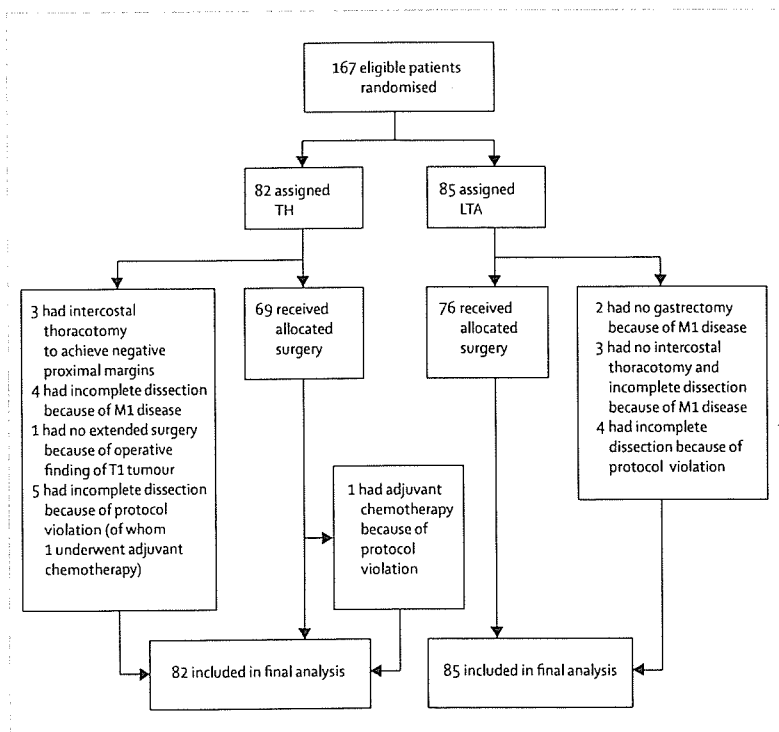 167 eligible patients
randomised
82 assigned
TH
85 assigned
LTA
3 had intercostal
thoracotomy
to achieve negative
proximal margins
4 had incomplete dissection
because of M1 disease
1 had no extended surgery
because of operative
finding of T1 tumour
5 had incomplete dissection
because of protocol
violation (of whom
1 underwent adjuvant
chemotherapy)
69 received
allocated
surgery
76 received
allocated
surgery
2 had no gastrectomy
because of M1 disease
3 had no intercostal
thoracotomy and
incomplete dissection
because of M1 disease
4 had incomplete
dissection because of
protocol violation
1 had adjuvant
chemotherapy
because of
protocol
violation
82 included in final analysis
85 included in final analysis